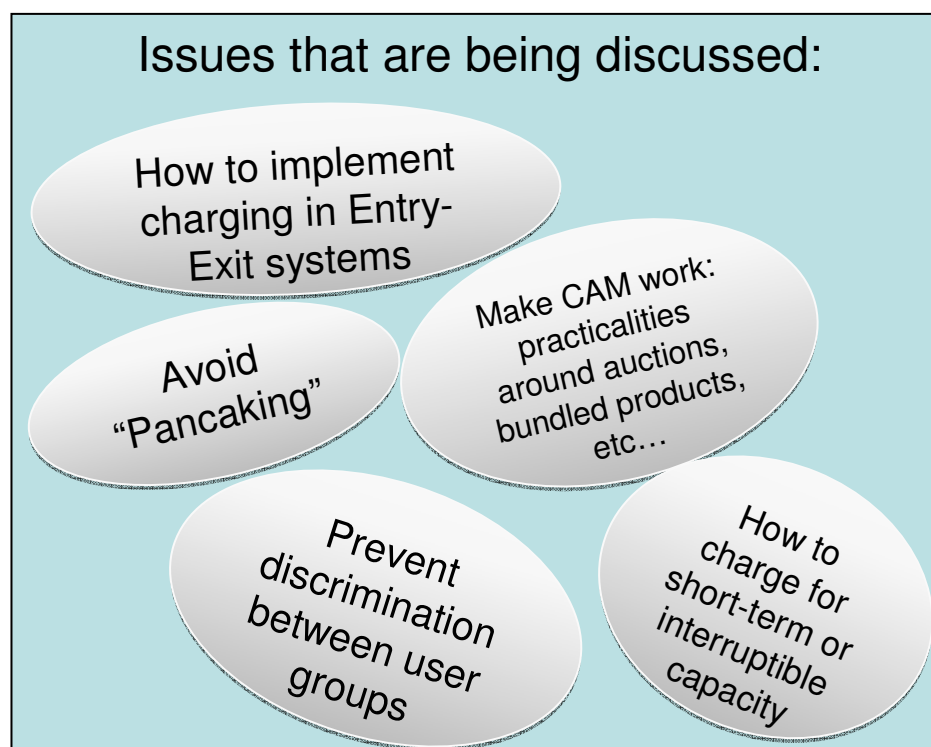 Issues that are being discussed:
How to implement
charging in Entry-
Exit systems
Make CAM work:
practicalities
around auctions,
bundled products,
etc…
Avoid
“Pancaking”
Prevent
discrimination
between user
groups
How to
charge for
short-term or
interruptible
capacity